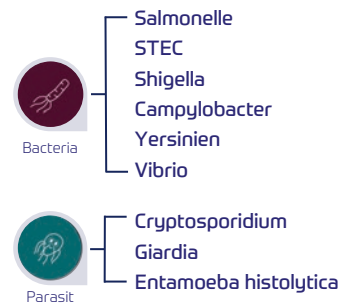 Salmonelle
STEC
Shigella
Campylobacter
Yersinien
Vibrio
Bacteria
Cryptosporidium
Giardia
Entamoeba histolytica
Parasit